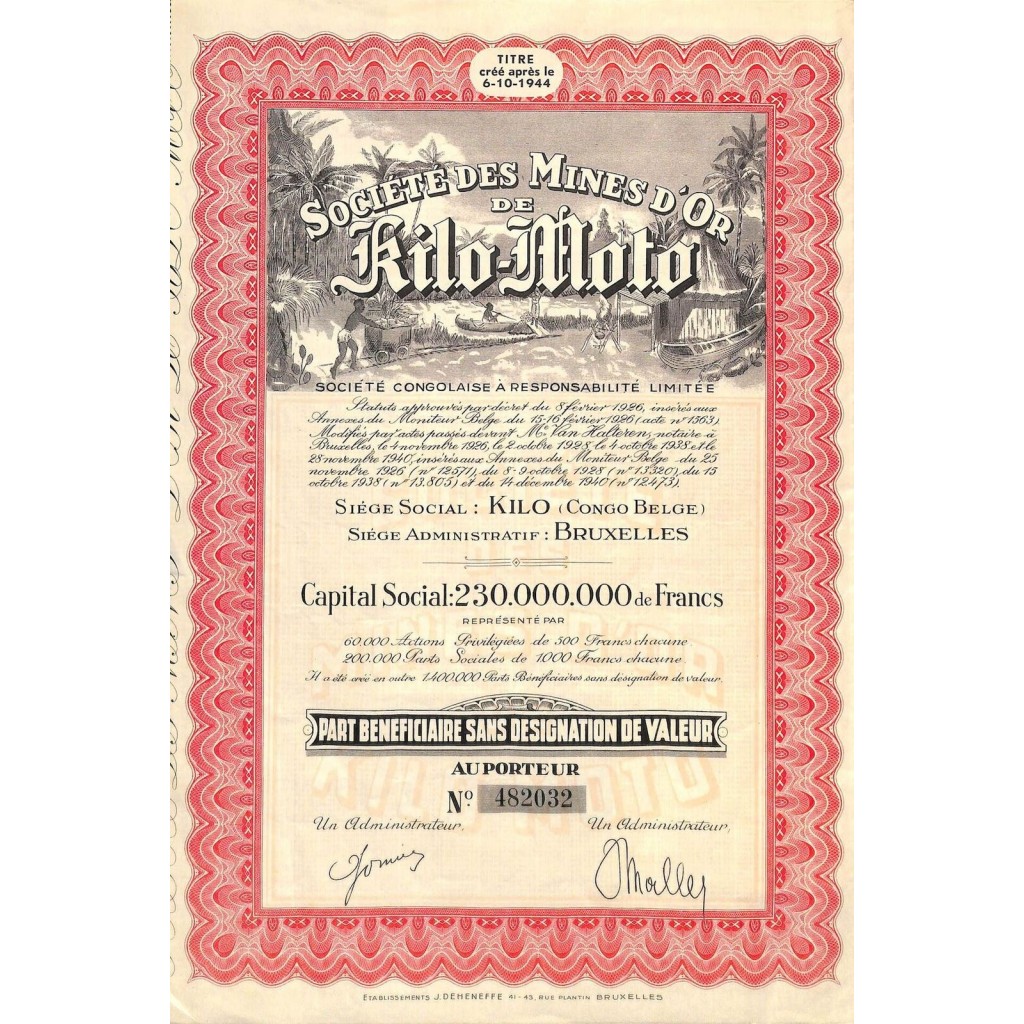 TITRE
créé après le
6-10-1944
SOCIÉTÉ DES MINES D'OR
DE
Kilo-Moto
SOCIÉTÉ CONGOLAISE À RESPONSABILITÉ LIMITÉE
Statuts approuvés par décret du 8 février 1926, insérés aux
Annexes du Moniteur Belge du 15-16 février 1926 (acte n° 1563)
Modifiés par actes passés devant Me Van Halteren, notaire à
Bruxelles, le 4 novembre 1926, le 2 octobre 1928, le 4 octobre 1938 et le
28 novembre 1940, insérés aux Annexes du Moniteur Belge du 25
novembre 1926 (n° 12571), du 8-9 octobre 1928 (n° 13320), du 15
octobre 1938 (n° 13.805) et du 14 décembre 1940 (n° 12473).
SIÉGE SOCIAL : KILO (CONGO BELGE)
SIÉGE ADMINISTRATIF : BRUXELLES
Capital Social: 230.000.000 de Francs
REPRÉSENTÉ PAR
60.000 Actions Privilégiées de 500 Francs chacune
200.000 Parts Sociales de 1000 Francs chacune.
Il a été créé en outre 1.400.000 Parts Bénéficiaires sans désignation de valeur.
PART BENEFICIAIRE SANS DESIGNATION DE VALEUR
AU PORTEUR
No. 482032
Un Administrateur, Un Administrateur,
ETABLISSEMENTS J. DEHENEFFE 41-43, RUE PLANTIN BRUXELLES